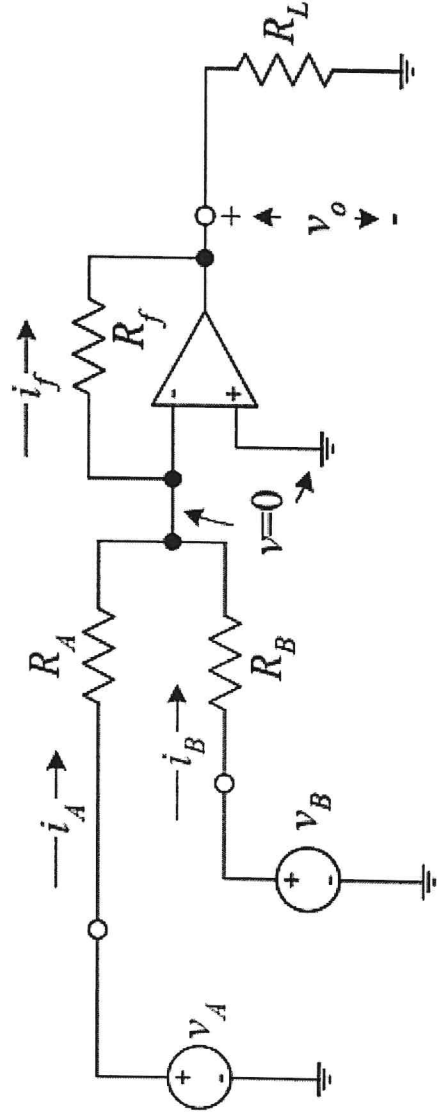 i_f
R_f
i_A
R_A
i_B
R_B
v=0
v_A
v_B
v_o
R_L
+
-
+
-
-
+
+
-